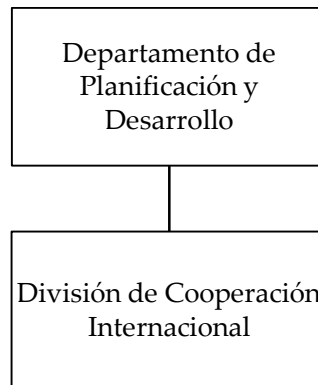 Departamento de
Planificación y
Desarrollo
División de Cooperación
Internacional